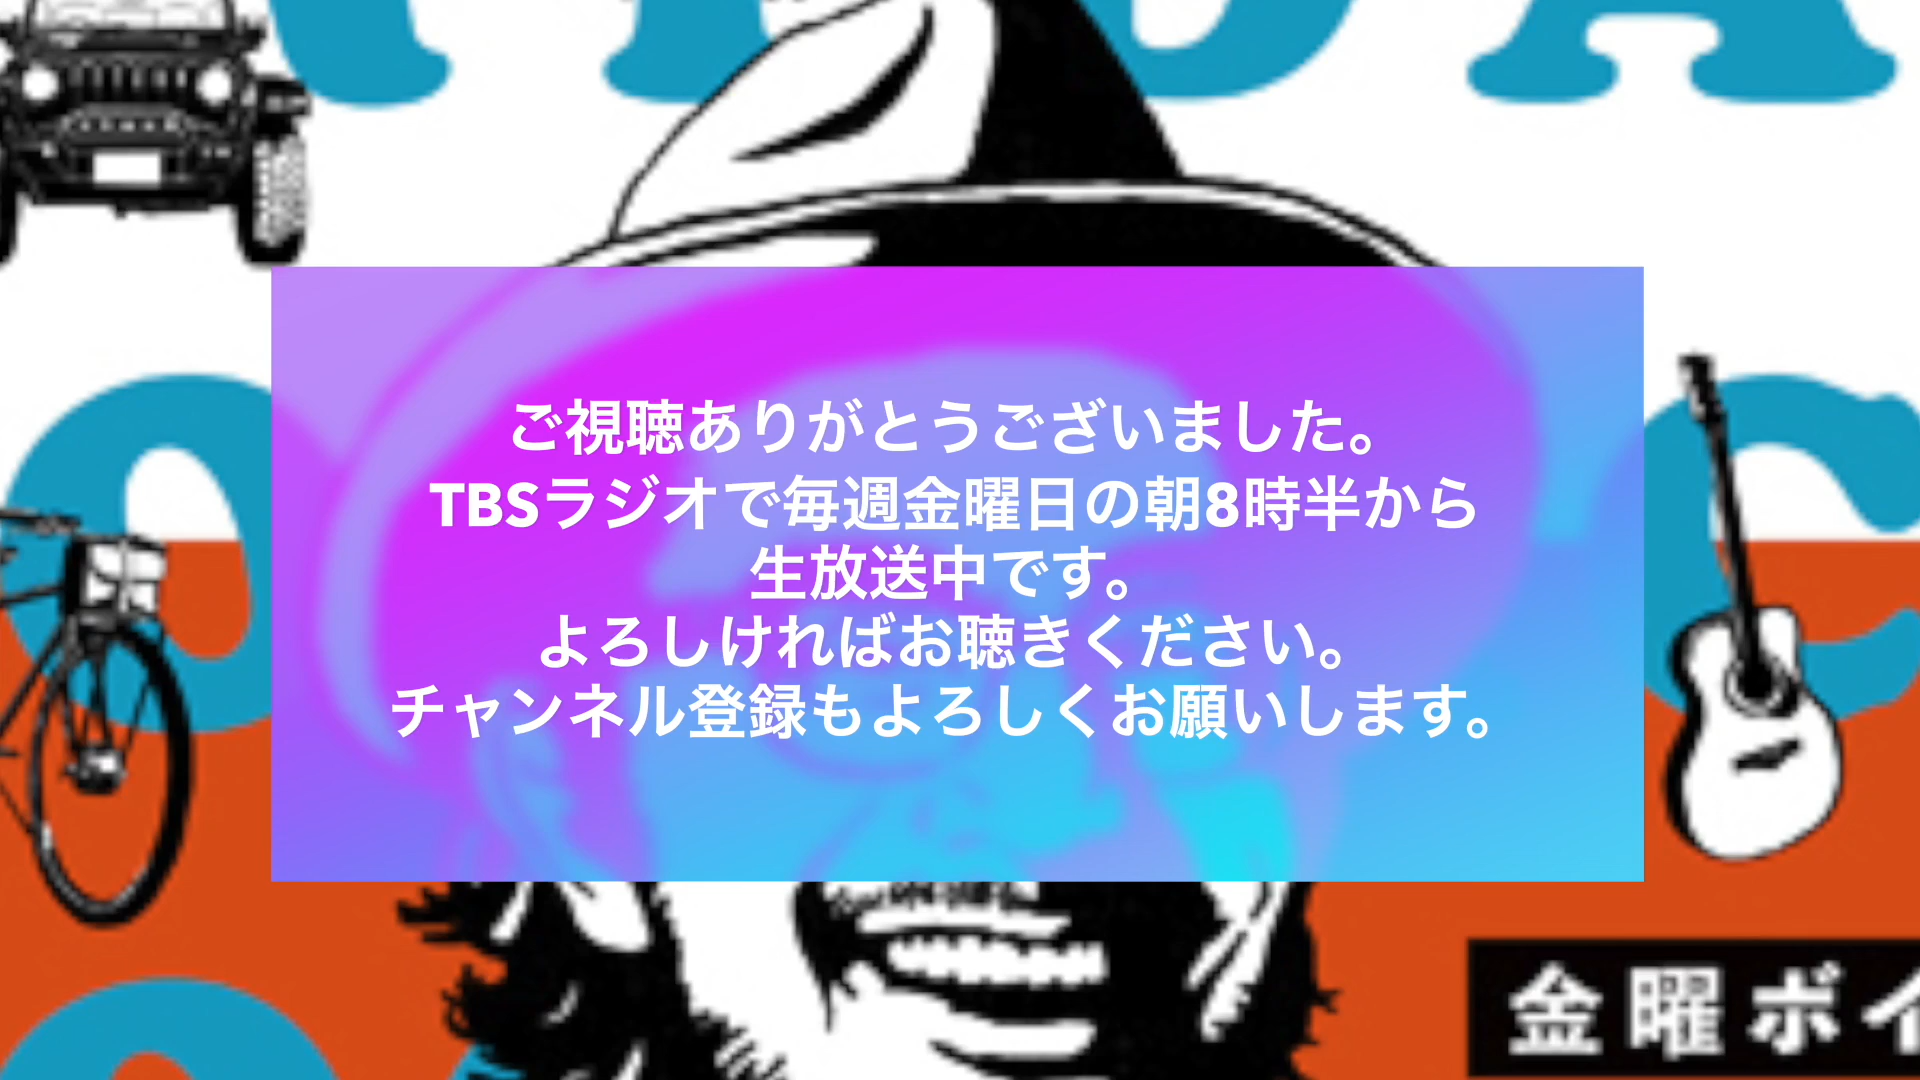 ご視聴ありがとうございました。
TBSラジオで毎週金曜日の朝8時半から
生放送中です。
よろしければお聴きください。
チャンネル登録もよろしくお願いします。
金曜ボイ